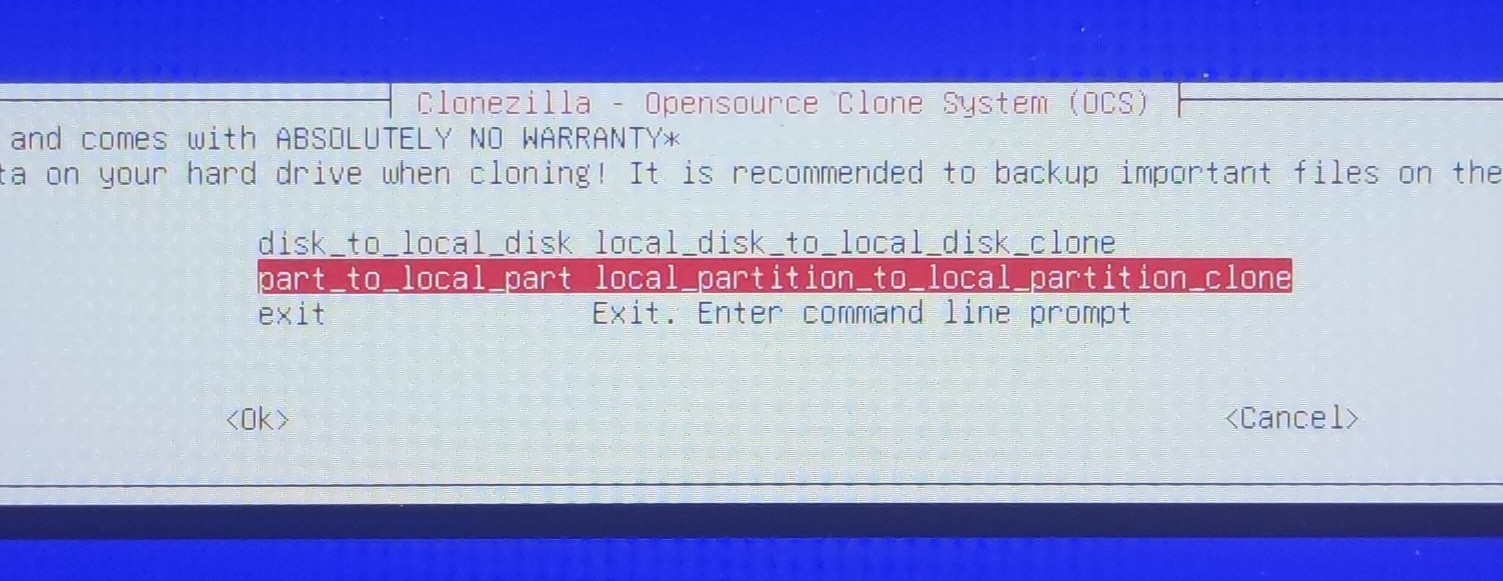 Clonezilla - Opensource Clone System (OCS)
and comes with ABSOLUTELY NO WARRANTY*
ta on your hard drive when cloning! It is recommended to backup important files on the
disk_to_local_disk local_disk_to_local_disk_clone
part_to_local_part local_partition_to_local_partition_clone
exit Exit. Enter command line prompt
<Ok> <Cancel>